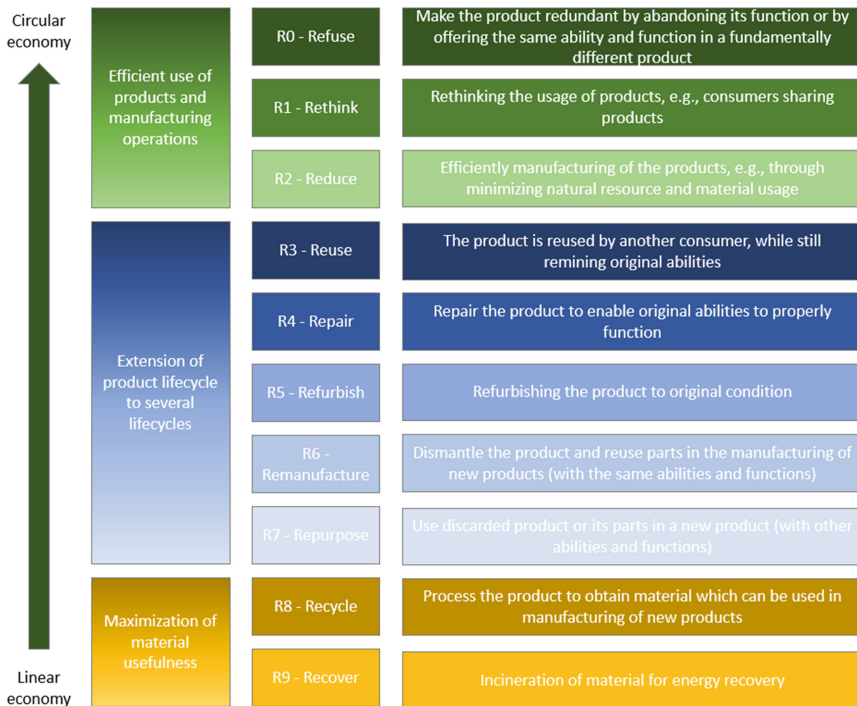 Circular
economy
Efficient use of
products and
manufacturing
operations
R0 - Refuse
Make the product redundant by abandoning its function or by
offering the same ability and function in a fundamentally
different product
R1 - Rethink
Rethinking the usage of products, e.g., consumers sharing
products
R2 - Reduce
Efficiently manufacturing of the products, e.g., through
minimizing natural resource and material usage
Extension of
product lifecycle
to several
lifecycles
R3 - Reuse
The product is reused by another consumer, while still
remining original abilities
R4 - Repair
Repair the product to enable original abilities to properly
function
R5 - Refurbish
Refurbishing the product to original condition
R6 -
Remanufacture
Dismantle the product and reuse parts in the manufacturing of
new products (with the same abilities and functions)
R7 - Repurpose
Use discarded product or its parts in a new product (with other
abilities and functions)
Maximization of
material
usefulness
R8 - Recycle
Process the product to obtain material which can be used in
manufacturing of new products
R9 - Recover
Incineration of material for energy recovery
Linear
economy